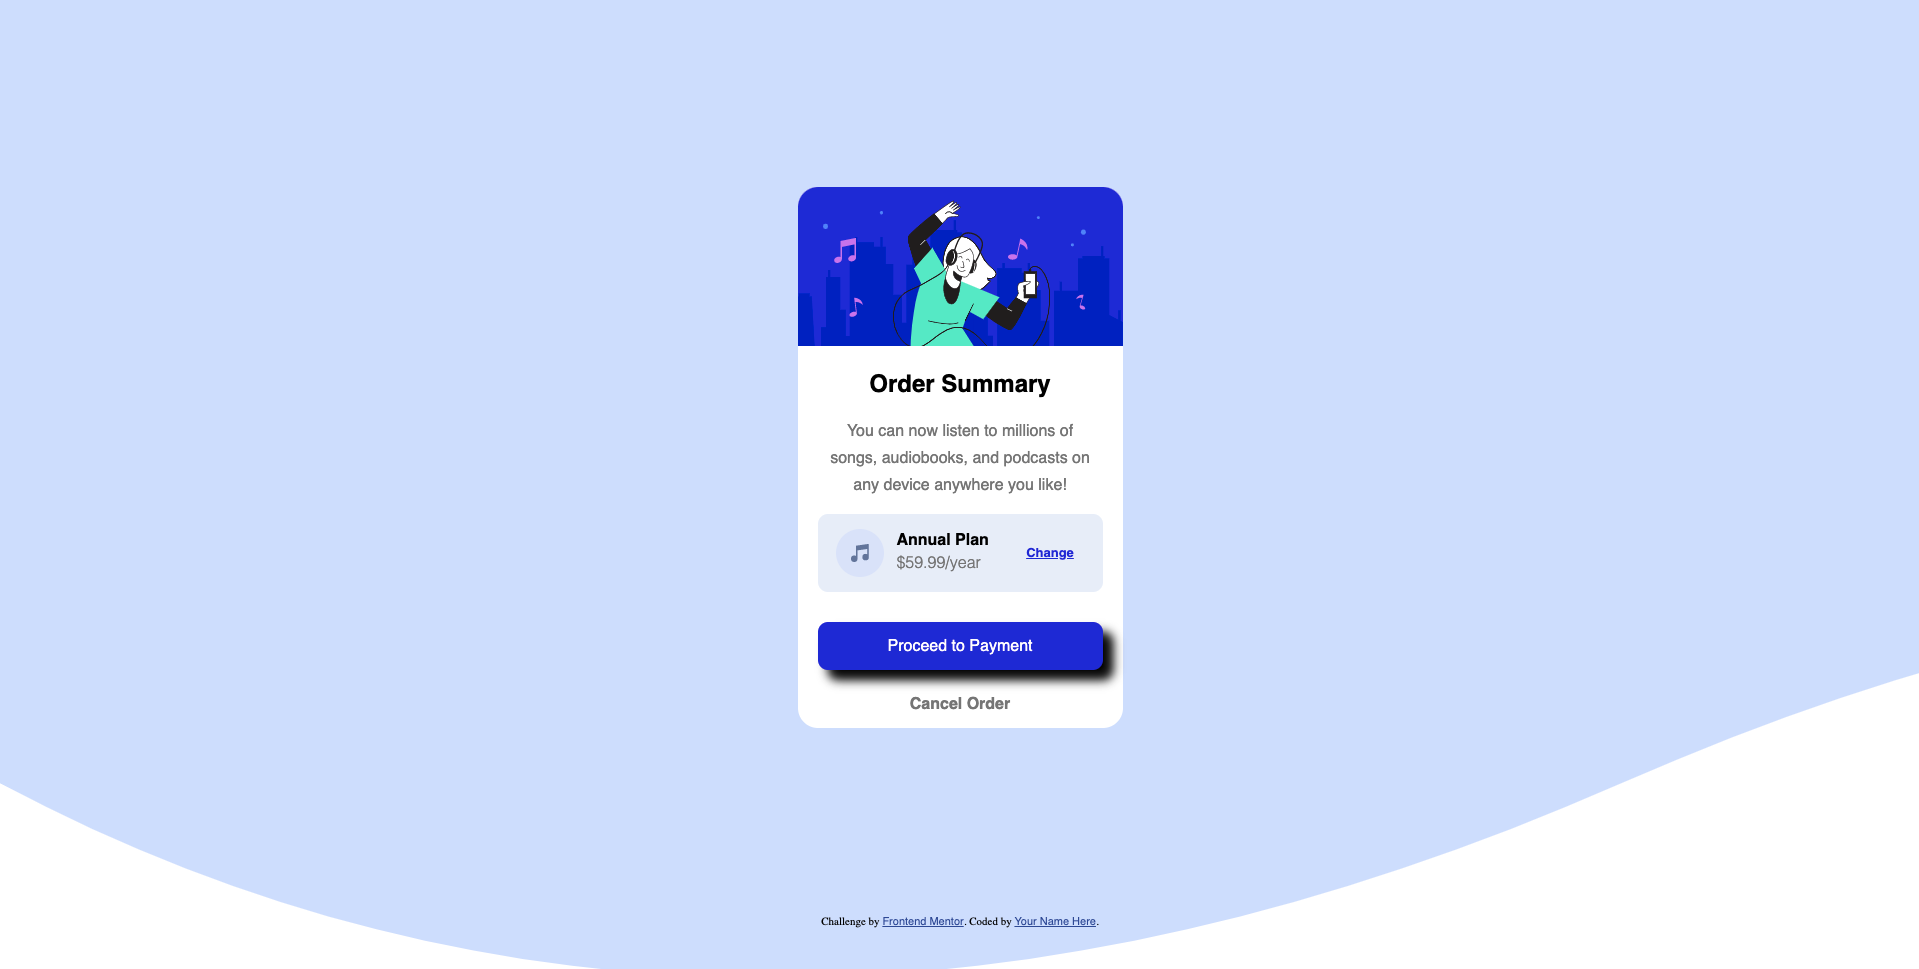 Order Summary
You can now listen to millions of
songs, audiobooks, and podcasts on
any device anywhere you like!
Annual Plan
$59.99/year
Change
Proceed to Payment
Cancel Order
Challenge by Frontend Mentor. Coded by Your Name Here.